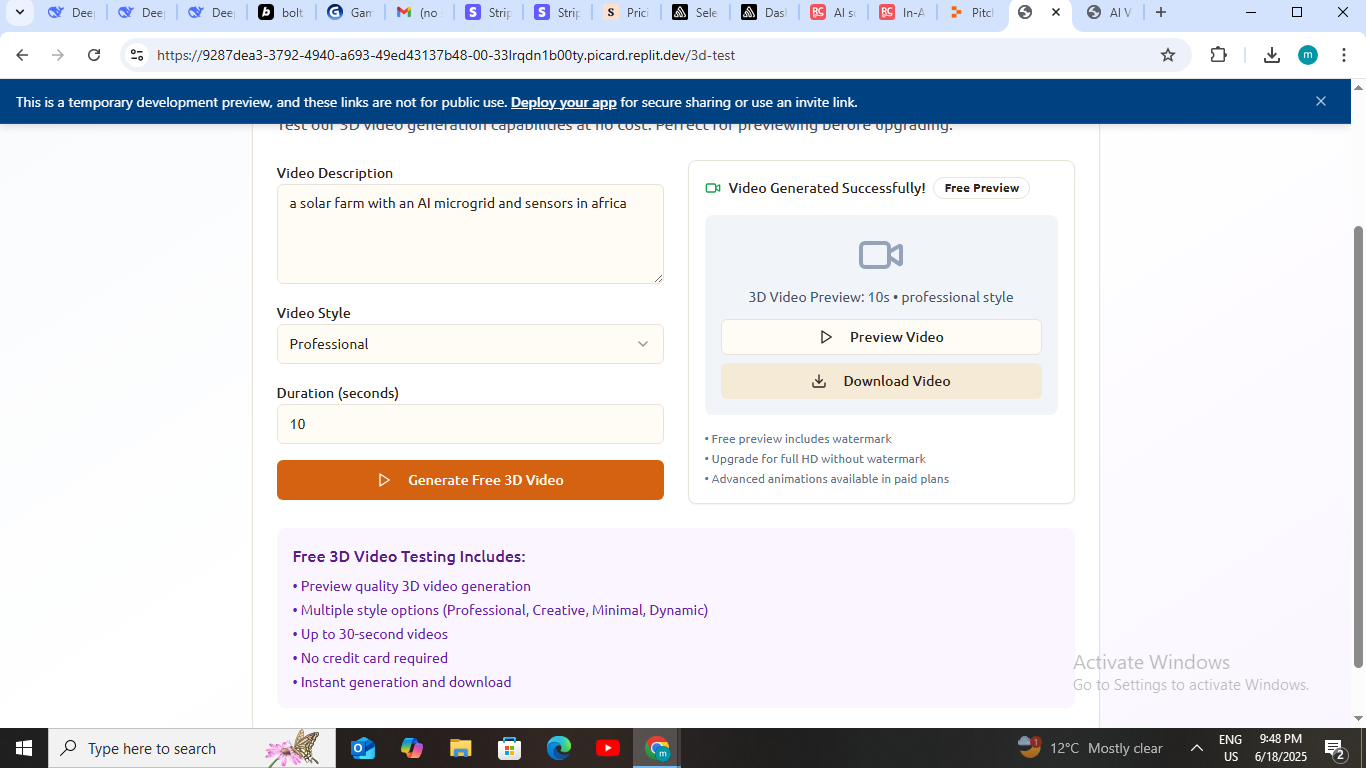 Deep
Deep
Deep
bolt
Gam
(no
Strip
Strip
Prici
Sele
Das
AI s
In-A
Pitch
AI V
https://9287dea3-3792-4940-a693-49ed43137b48-00-33lrqdn1b00ty.picard.replit.dev/3d-test
m
This is a temporary development preview, and these links are not for public use. Deploy your app for secure sharing or use an invite link.
Test our 3D video generation capabilities at no cost. Perfect for previewing before upgrading.
Video Description
a solar farm with an AI microgrid and sensors in africa
Video Style
Professional
Duration (seconds)
10
Generate Free 3D Video
Video Generated Successfully!
Free Preview
3D Video Preview: 10s • professional style
Preview Video
Download Video
• Free preview includes watermark
• Upgrade for full HD without watermark
• Advanced animations available in paid plans
Free 3D Video Testing Includes:
• Preview quality 3D video generation
• Multiple style options (Professional, Creative, Minimal, Dynamic)
• Up to 30-second videos
• No credit card required
• Instant generation and download
Activate Windows
Go to Settings to activate Windows.
Type here to search
12°C Mostly clear
ENG
US
9:48 PM
6/18/2025
2